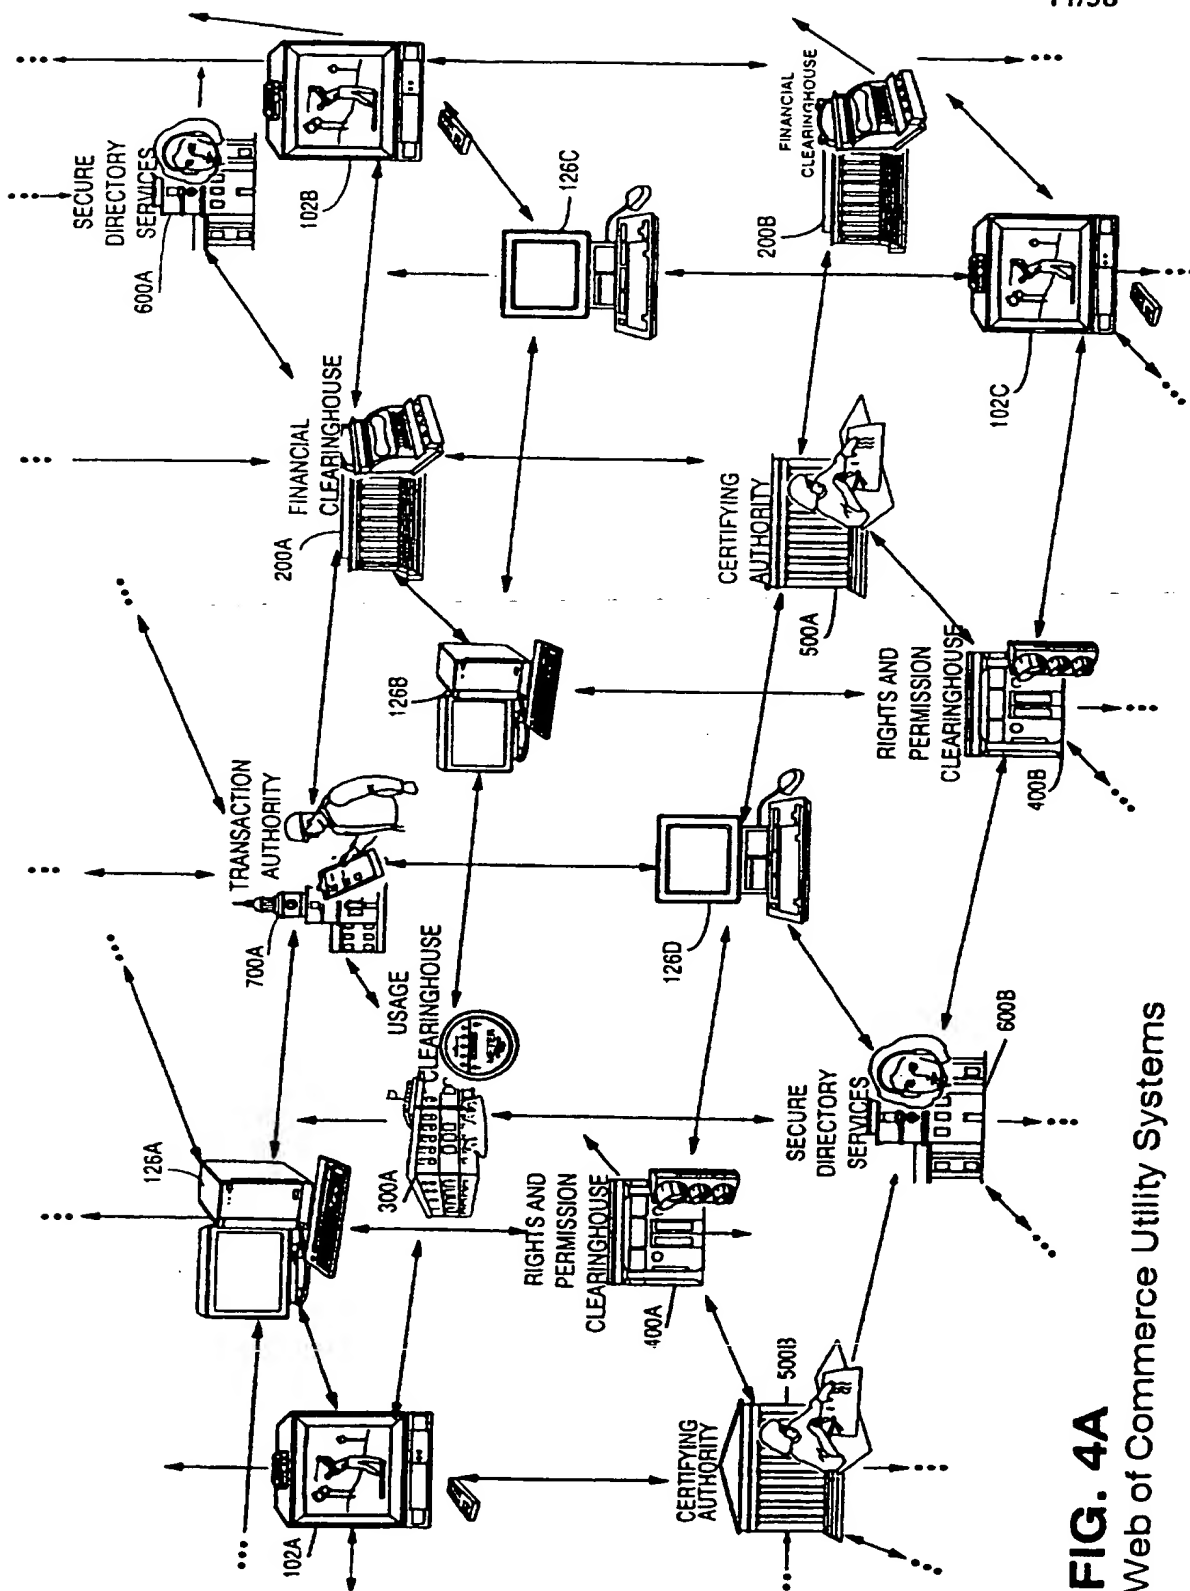 SECURE
DIRECTORY
SERVICES
600A
126A
TRANSACTION
AUTHORITY
700A
FINANCIAL
CLEARINGHOUSE
200A
102A
102B
USAGE
CLEARINGHOUSE
METER
300A
126B
126C
RIGHTS AND
PERMISSION
CLEARINGHOUSE
400A
126D
CERTIFYING
AUTHORITY
500A
FINANCIAL
CLEARINGHOUSE
200B
CERTIFYING
AUTHORITY
500B
SECURE
DIRECTORY
SERVICES
600B
RIGHTS AND
PERMISSION
CLEARINGHOUSE
400B
102C
FIG. 4A
Web of Commerce Utility Systems